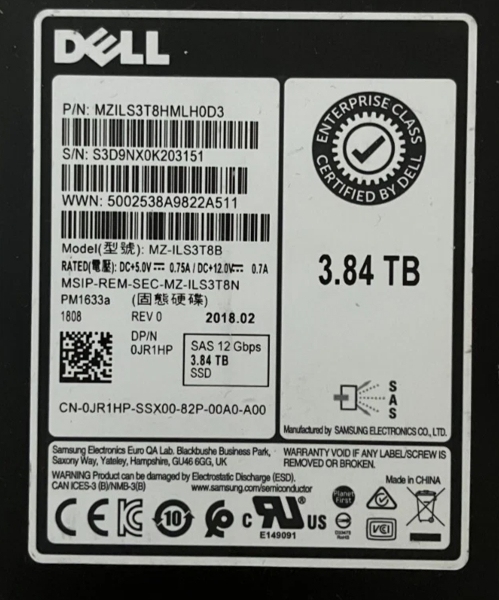 DELL
P/N: MZILS3T8HMLH0D3
S/N: S3D9NX0K203151
WWN: 5002538A9822A511
Model(型號): MZ-ILS3T8B
RATED(電壓): DC+5.0V⎓ 0.75A / DC+12.0V⎓ 0.7A
MSIP-REM-SEC-MZ-ILS3T8N
PM1633a (固態硬碟)
1808 REV 0 2018.02
DP/N
0JR1HP
SAS 12 Gbps
3.84 TB
SSD
CN-0JR1HP-SSX00-82P-00A0-A00
ENTERPRISE CLASS
CERTIFIED BY DELL
3.84 TB
SAS
Manufactured by SAMSUNG ELECTRONICS CO., LTD.
Samsung Electronics Euro QA Lab. Blackbushe Business Park,
Saxony Way, Yateley, Hampshire, GU46 6GG, UK
WARNING Product can be damaged by Electrostatic Discharge (ESD).
CAN ICES-3 (B)/NMB-3(B) www.samsung.com/semiconductor
WARRANTY VOID IF ANY LABEL/SCREW IS
REMOVED OR BROKEN.
Made in CHINA
Planet
First
CE
10
C UL US
E149091
VCI